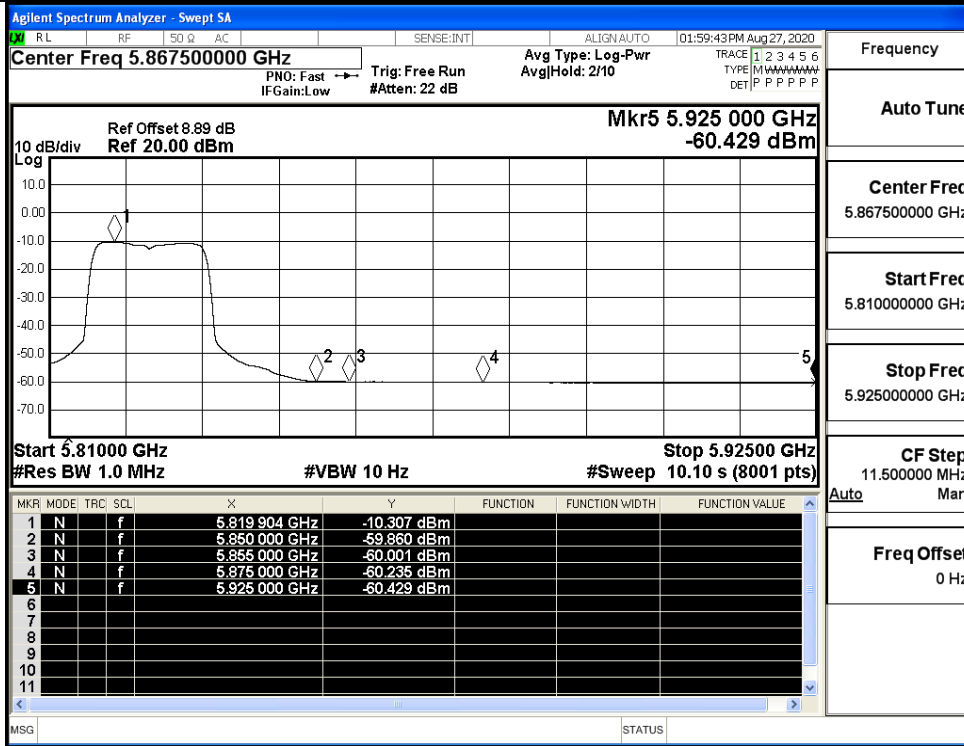 Agilent Spectrum Analyzer - Swept SA
LXI RL RF 50 Ω AC SENSE:INT ALIGN AUTO 01:59:43 PM Aug 27, 2020
Center Freq 5.867500000 GHz
PNO: Fast
IFGain:Low
Trig: Free Run
#Atten: 22 dB
Avg Type: Log-Pwr
Avg|Hold: 2/10
TRACE 1 2 3 4 5 6
TYPE M WWWWW
DET P P P P P P
Ref Offset 8.89 dB
Ref 20.00 dBm
10 dB/div
Log
Mkr5 5.925 000 GHz
-60.429 dBm
10.0
0.00
-10.0
-20.0
-30.0
-40.0
-50.0
-60.0
-70.0
1
2
3
4
5
Start 5.81000 GHz Stop 5.92500 GHz
#Res BW 1.0 MHz #VBW 10 Hz #Sweep 10.10 s (8001 pts)
MKR MODE TRC SCL X Y FUNCTION FUNCTION WIDTH FUNCTION VALUE
1 N f 5.819 904 GHz -10.307 dBm
2 N f 5.850 000 GHz -59.860 dBm
3 N f 5.855 000 GHz -60.001 dBm
4 N f 5.875 000 GHz -60.235 dBm
5 N f 5.925 000 GHz -60.429 dBm
6
7
8
9
10
11
MSG STATUS
Frequency
Auto Tune
Center Freq
5.867500000 GHz
Start Freq
5.810000000 GHz
Stop Freq
5.925000000 GHz
CF Step
11.500000 MHz
Auto Man
Freq Offset
0 Hz